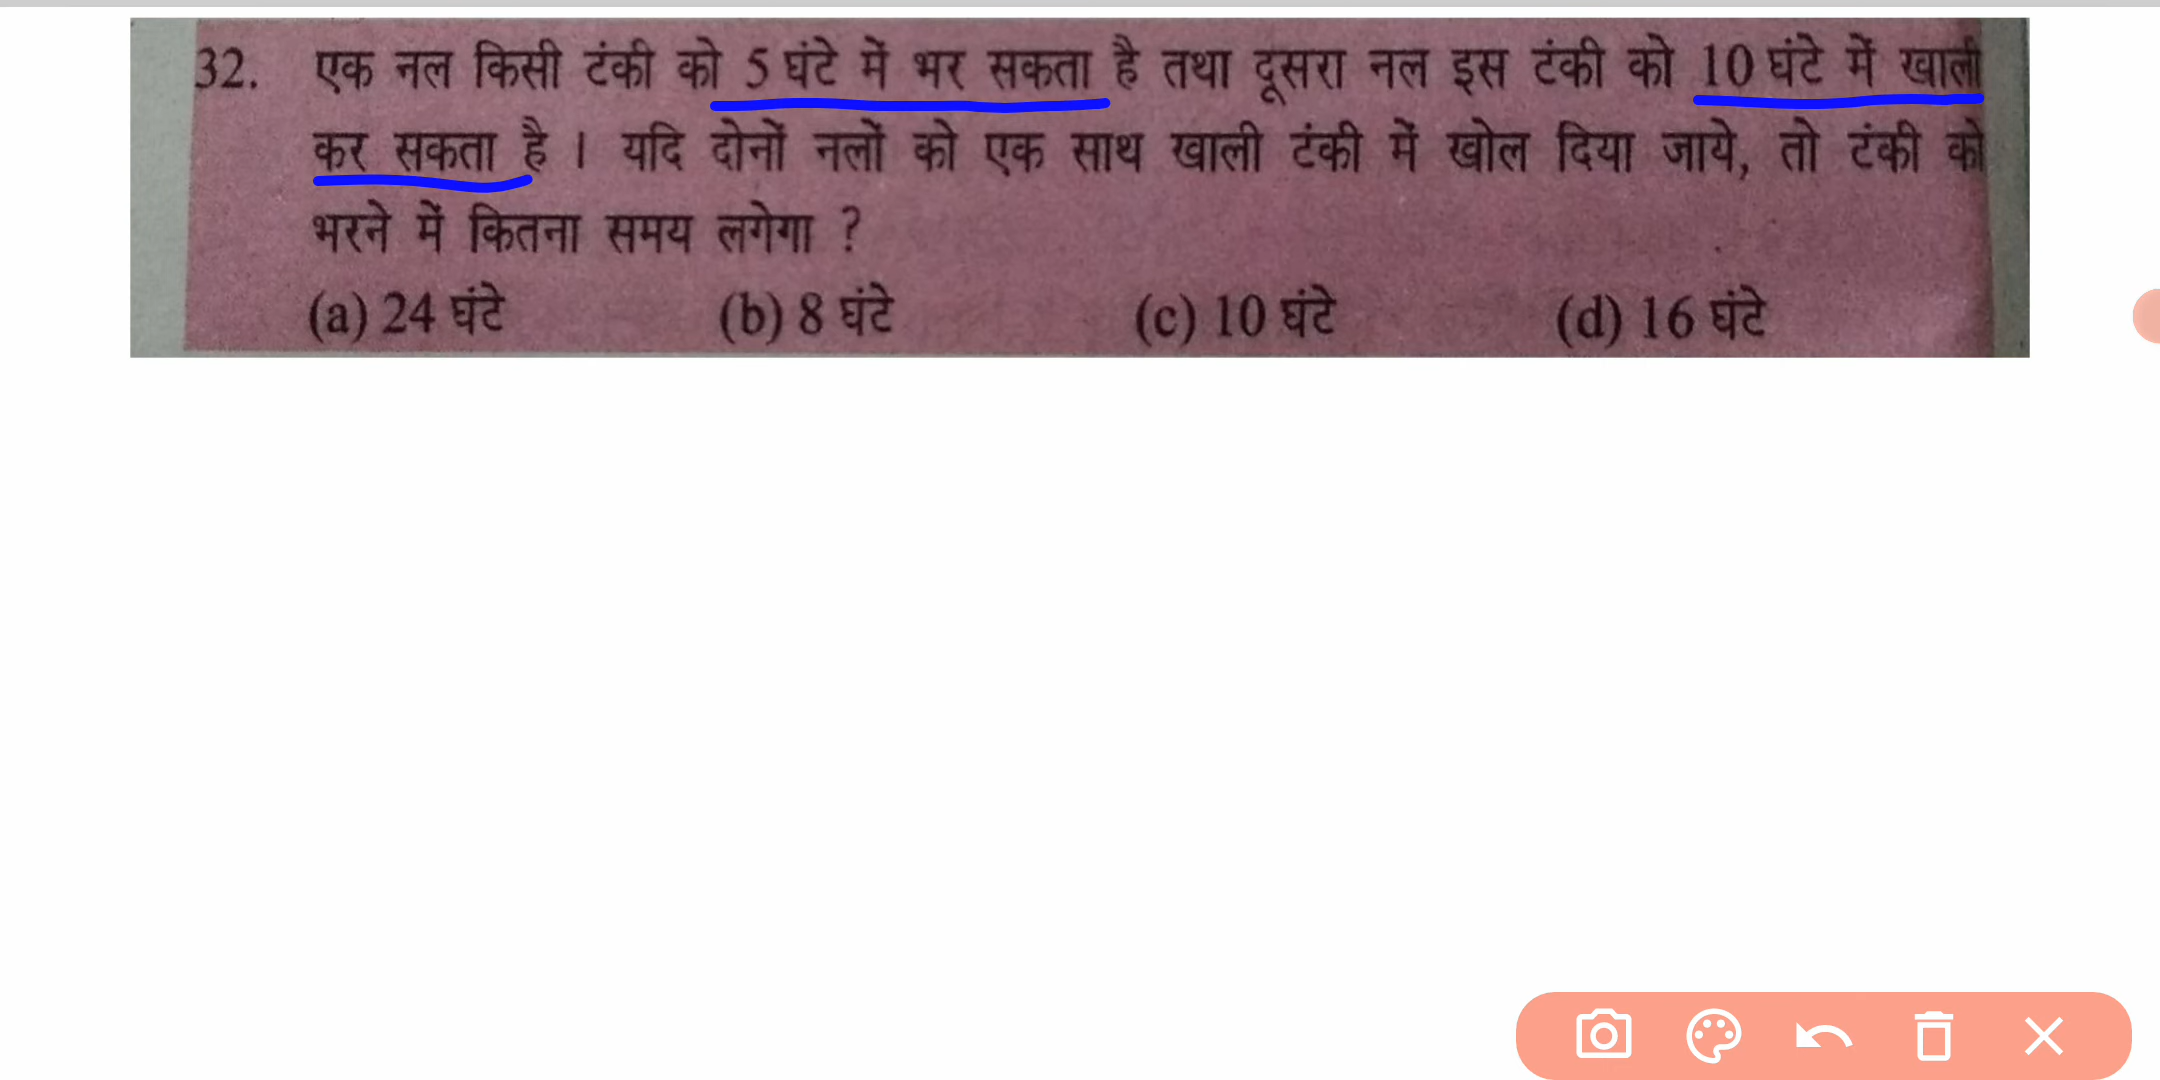 32. एक नल किसी टंकी को 5 घंटे में भर सकता है तथा दूसरा नल इस टंकी को 10 घंटे में खाली
कर सकता है । यदि दोनों नलों को एक साथ खाली टंकी में खोल दिया जाये, तो टंकी को
भरने में कितना समय लगेगा ?
(a) 24 घंटे (b) 8 घंटे (c) 10 घंटे (d) 16 घंटे